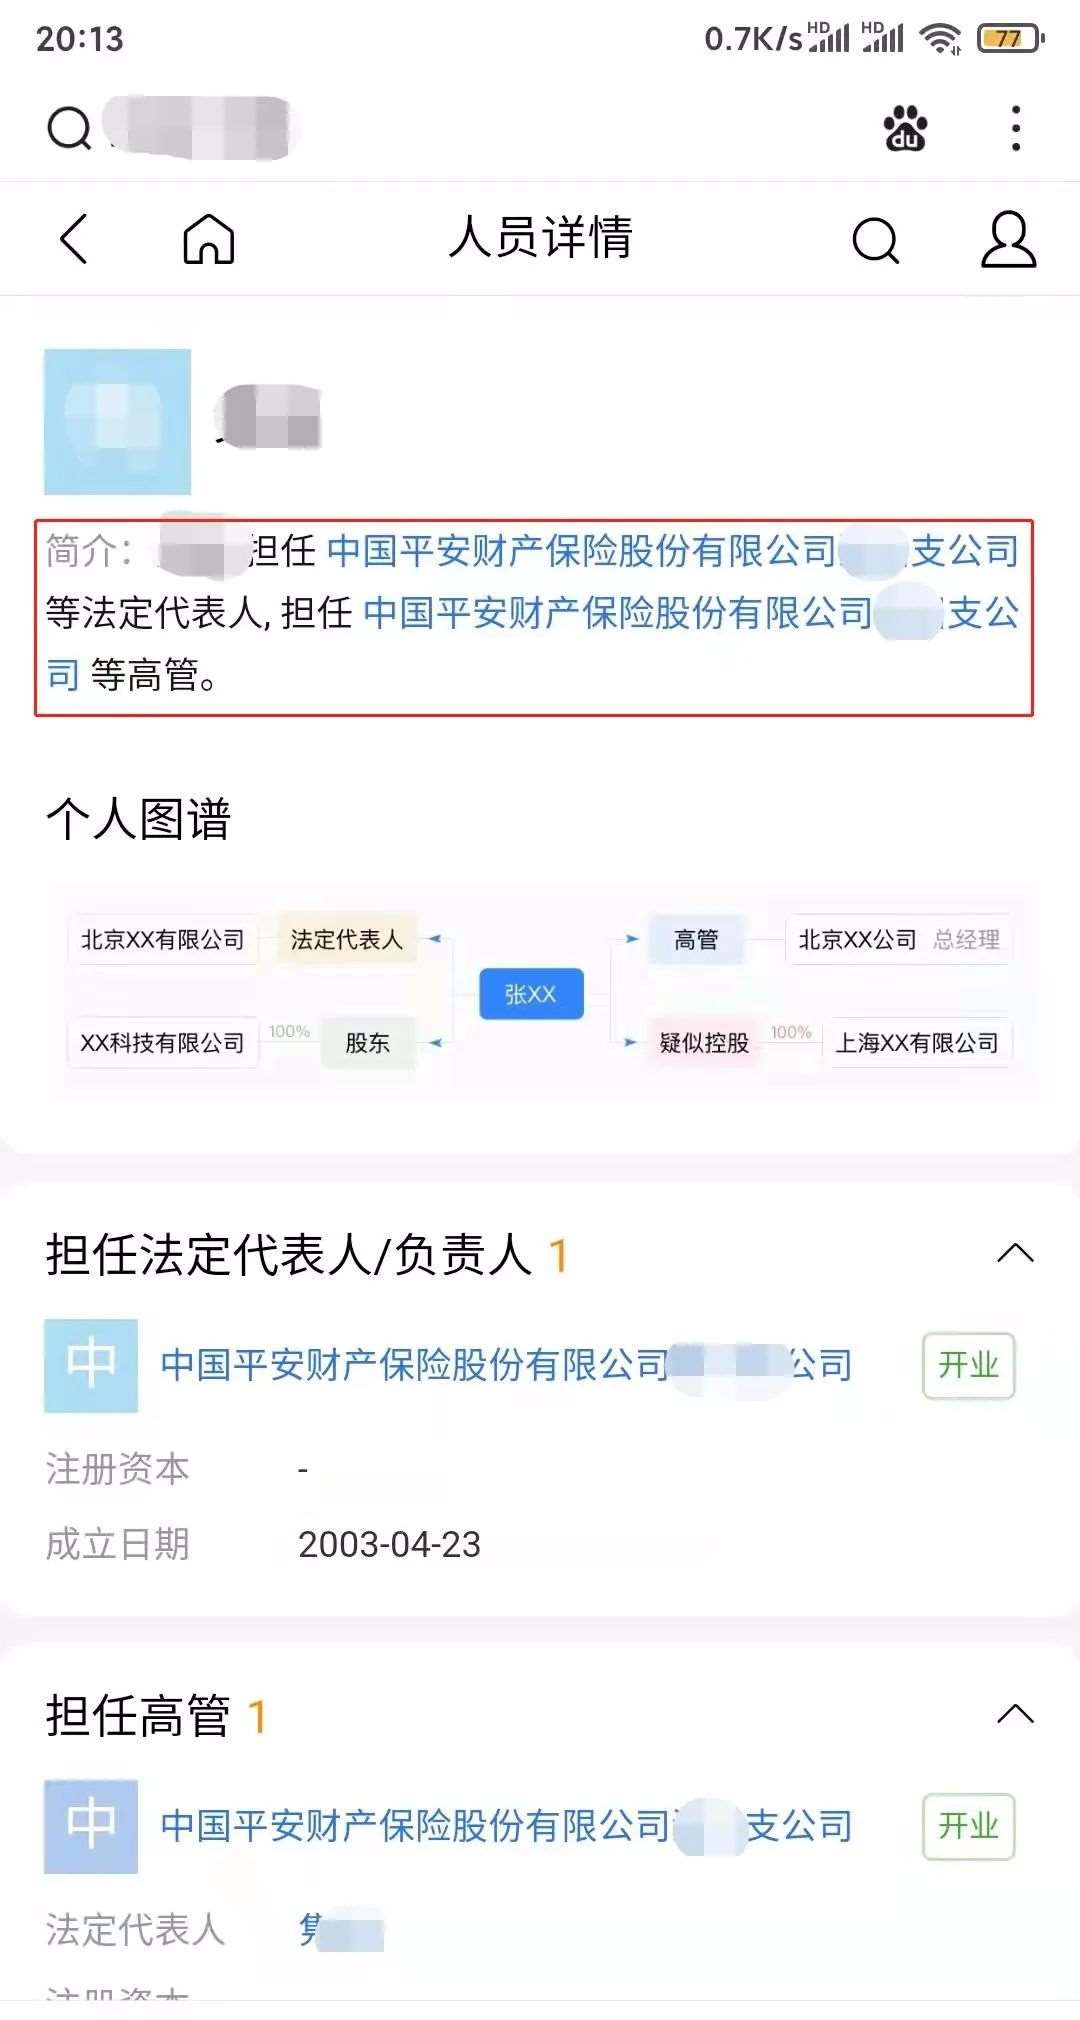 20:13 0.7K/s HD HD 77
du
人员详情
简介： 担任 中国平安财产保险股份有限公司 支公司
等法定代表人, 担任 中国平安财产保险股份有限公司 支公
司 等高管。
个人图谱
北京XX有限公司 法定代表人 高管 北京XX公司 总经理
张XX
XX科技有限公司 100% 股东 疑似控股 100% 上海XX有限公司
担任法定代表人/负责人 1
中 中国平安财产保险股份有限公司 公司 开业
注册资本 -
成立日期 2003-04-23
担任高管 1
中 中国平安财产保险股份有限公司 支公司 开业
法定代表人
注册资本